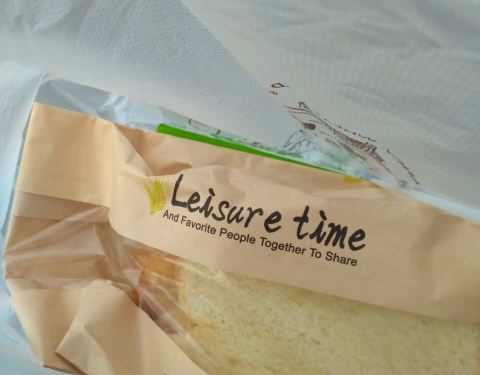 Leisure time
And Favorite People Together To Share